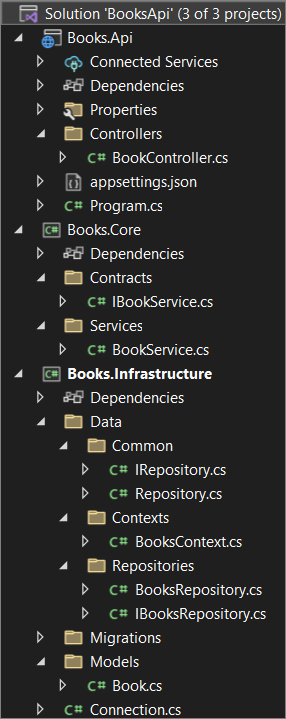 Solution 'BooksApi' (3 of 3 projects)
Books.Api
Connected Services
Dependencies
Properties
Controllers
C# BookController.cs
appsettings.json
C# Program.cs
C# Books.Core
Dependencies
Contracts
C# IBookService.cs
Services
C# BookService.cs
C# Books.Infrastructure
Dependencies
Data
Common
C# IRepository.cs
C# Repository.cs
Contexts
C# BooksContext.cs
Repositories
C# BooksRepository.cs
C# IBooksRepository.cs
Migrations
Models
C# Book.cs
C# Connection.cs